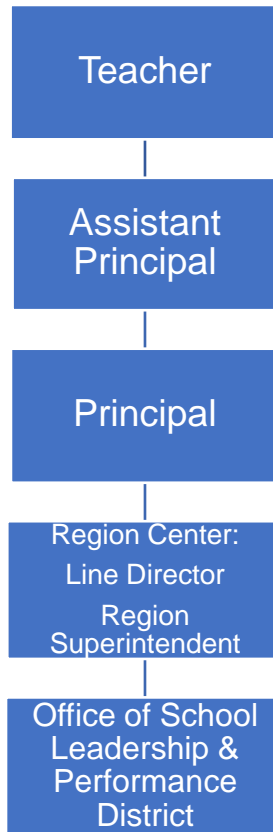 Teacher
Assistant
Principal
Principal
Region Center:
Line Director
Region
Superintendent
Office of School
Leadership &
Performance
District